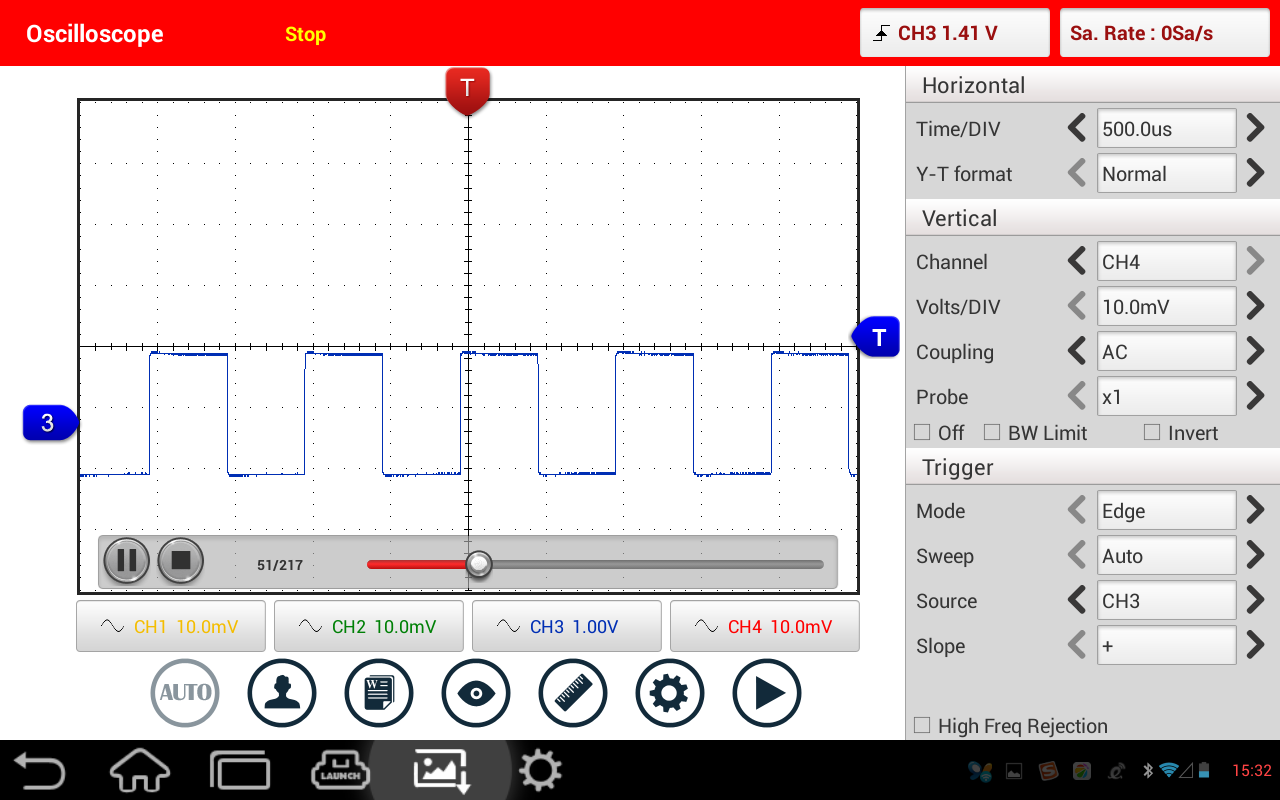 Oscilloscope
Stop
CH3 1.41 V
Sa. Rate : 0Sa/s
T
Horizontal
Time/DIV 500.0us
Y-T format Normal
Vertical
Channel CH4
Volts/DIV 10.0mV
Coupling AC
Probe x1
Off BW Limit Invert
Trigger
Mode Edge
Sweep Auto
Source CH3
Slope +
High Freq Rejection
T
3
51/217
CH1 10.0mV
CH2 10.0mV
CH3 1.00V
CH4 10.0mV
AUTO
W
LAUNCH
15:32